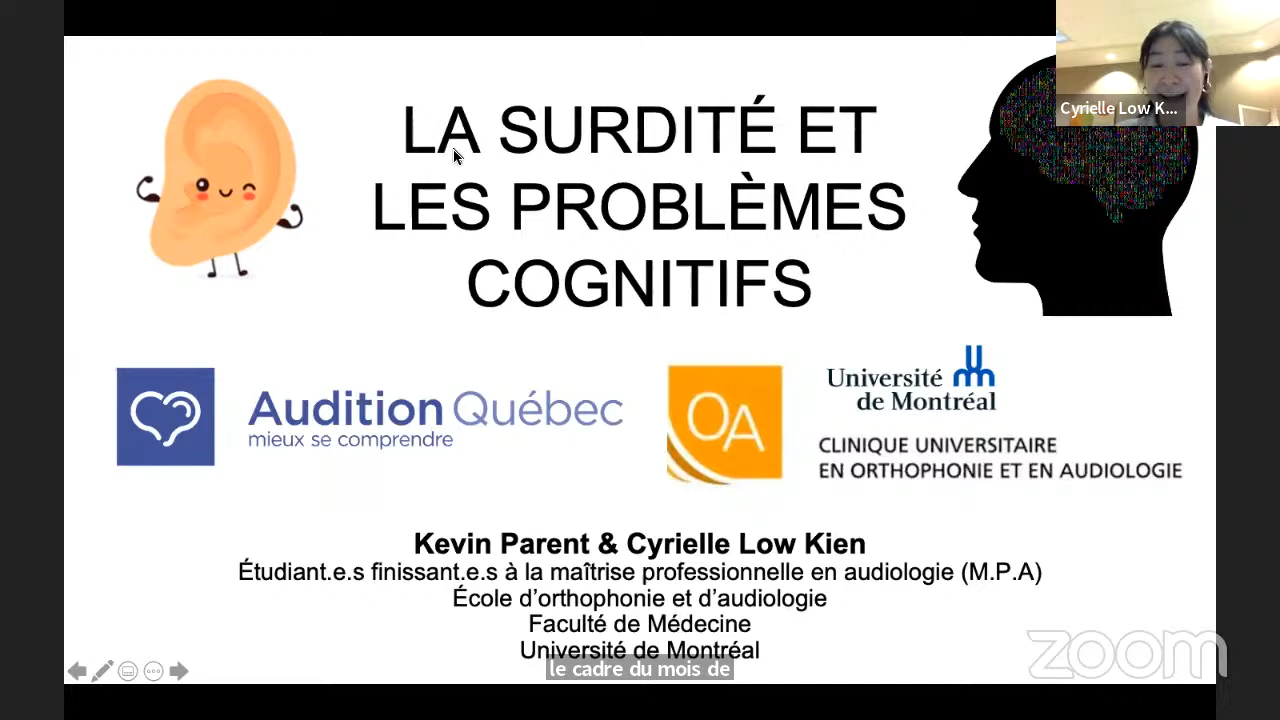 Cyrielle Low K...
LA SURDITÉ ET
LES PROBLÈMES
COGNITIFS
Audition Québec
mieux se comprendre
OA
Université
de Montréal
CLINIQUE UNIVERSITAIRE
EN ORTHOPHONIE ET EN AUDIOLOGIE
Kevin Parent & Cyrielle Low Kien
Étudiant.e.s finissant.e.s à la maîtrise professionnelle en audiologie (M.P.A)
École d'orthophonie et d'audiologie
Faculté de Médecine
Université de Montréal
le cadre du mois de
zoom